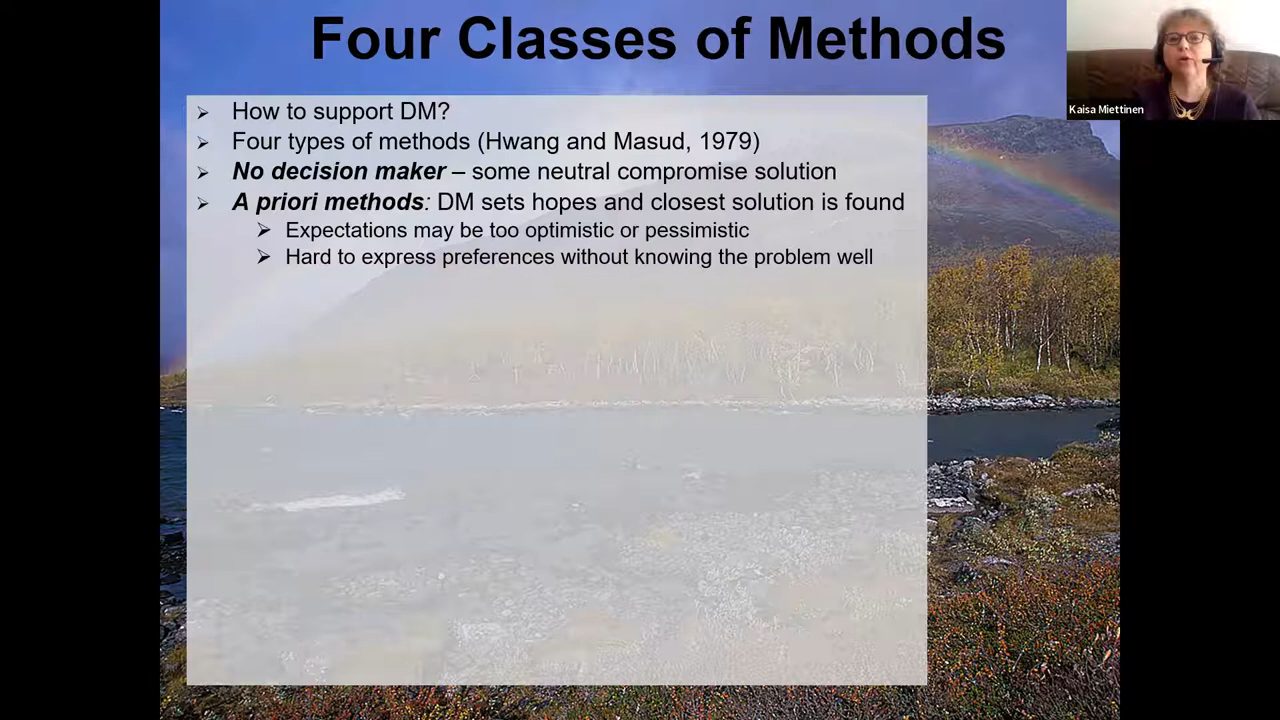 Four Classes of Methods
Kaisa Miettinen
How to support DM?
Four types of methods (Hwang and Masud, 1979)
No decision maker – some neutral compromise solution
A priori methods: DM sets hopes and closest solution is found
Expectations may be too optimistic or pessimistic
Hard to express preferences without knowing the problem well